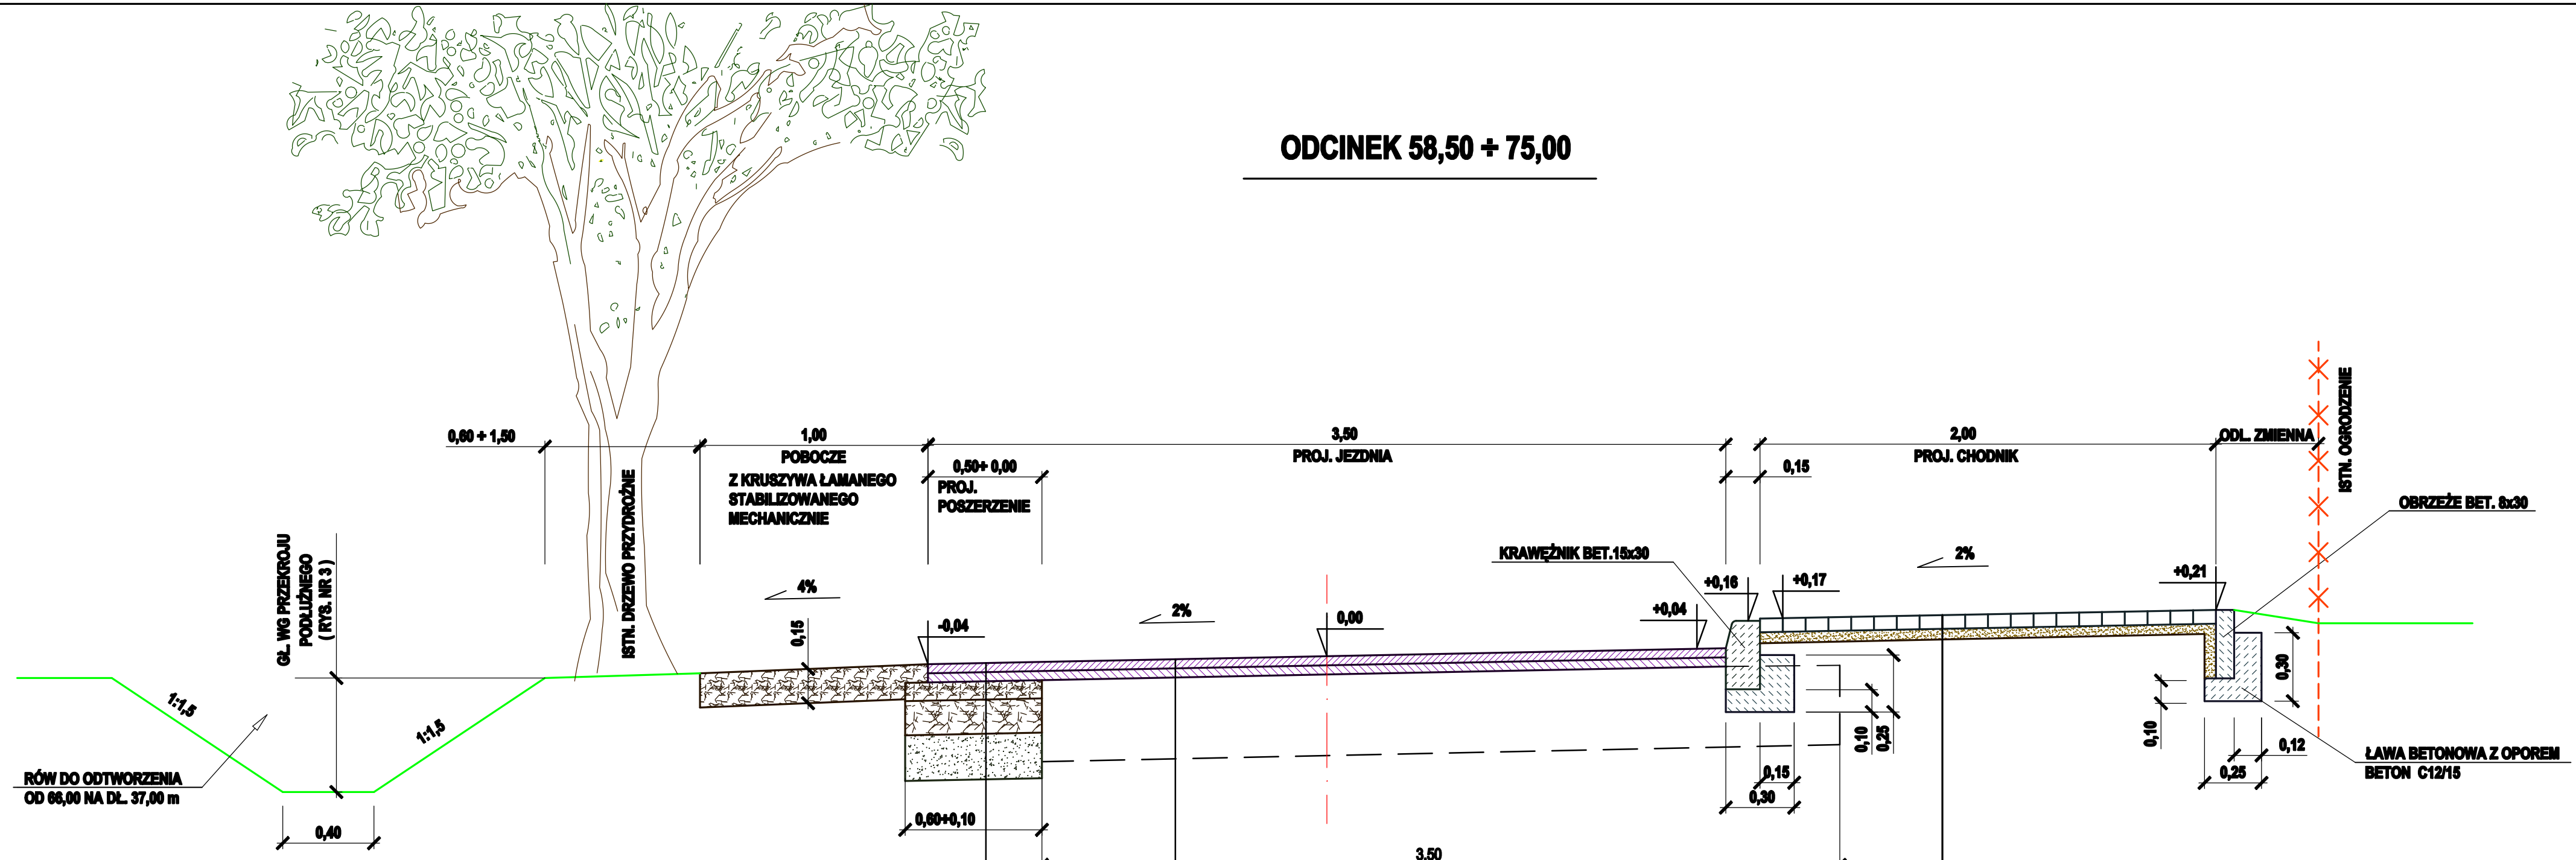 ODCINEK 58,50 ÷ 75,00
0,60 ÷ 1,50
1,00
POBOCZE
Z KRUSZYWA ŁAMANEGO
STABILIZOWANEGO
MECHANICZNIE
0,50÷ 0,00
PROJ.
POSZERZENIE
3,50
PROJ. JEZDNIA
0,15
2,00
PROJ. CHODNIK
ODL. ZMIENNA
ISTN. OGRODZENIE
OBRZEŻE BET. 8x30
KRAWĘŻNIK BET.15x30
GŁ. WG PRZEKROJU
PODŁUŻNEGO
( RYS. NR 3 )
ISTN. DRZEWO PRZYDROŻNE
4%
0,15
-0,04
2%
0,00
+0,04
+0,16
+0,17
2%
+0,21
1:1,5
1:1,5
RÓW DO ODTWORZENIA
OD 66,00 NA DŁ. 37,00 m
0,40
0,60÷0,10
3,50
0,10
0,25
0,15
0,30
0,10
0,30
0,12
0,25
ŁAWA BETONOWA Z OPOREM
BETON C12/15